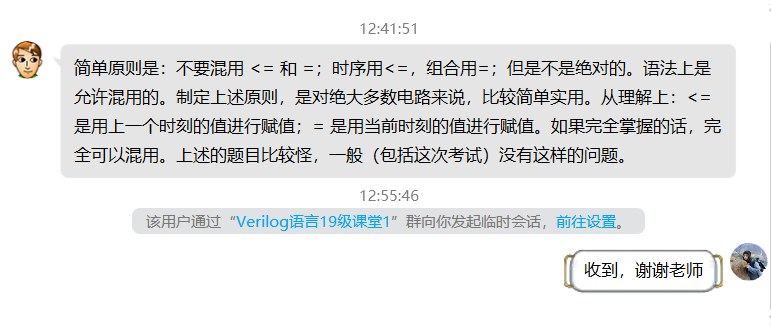 12:41:51
简单原则是：不要混用 <= 和 =；时序用<=，组合用=；但是不是绝对的。语法上是
允许混用的。制定上述原则，是对绝大多数电路来说，比较简单实用。从理解上：<=
是用上一个时刻的值进行赋值；= 是用当前时刻的值进行赋值。如果完全掌握的话，完
全可以混用。上述的题目比较怪，一般（包括这次考试）没有这样的问题。
12:55:46
该用户通过“Verilog语言19级课堂1”群向你发起临时会话，前往设置。
收到，谢谢老师